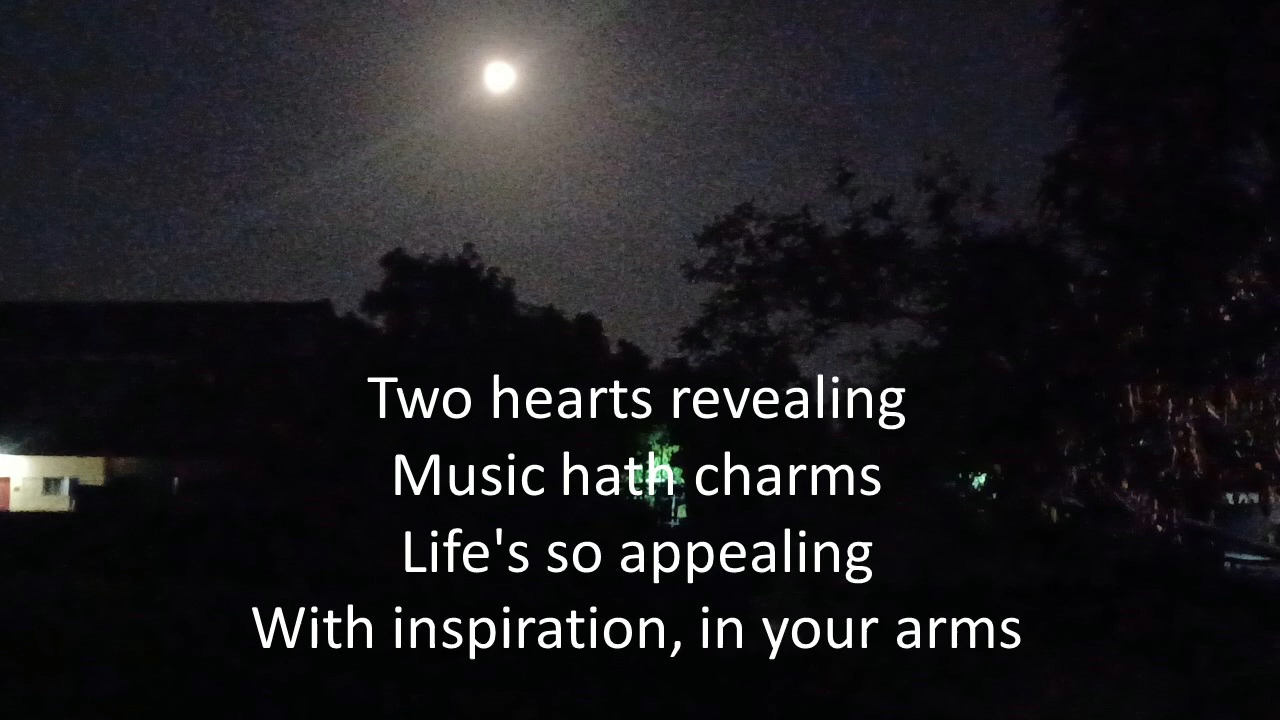 Two hearts revealing
Music hath charms
Life's so appealing
With inspiration, in your arms